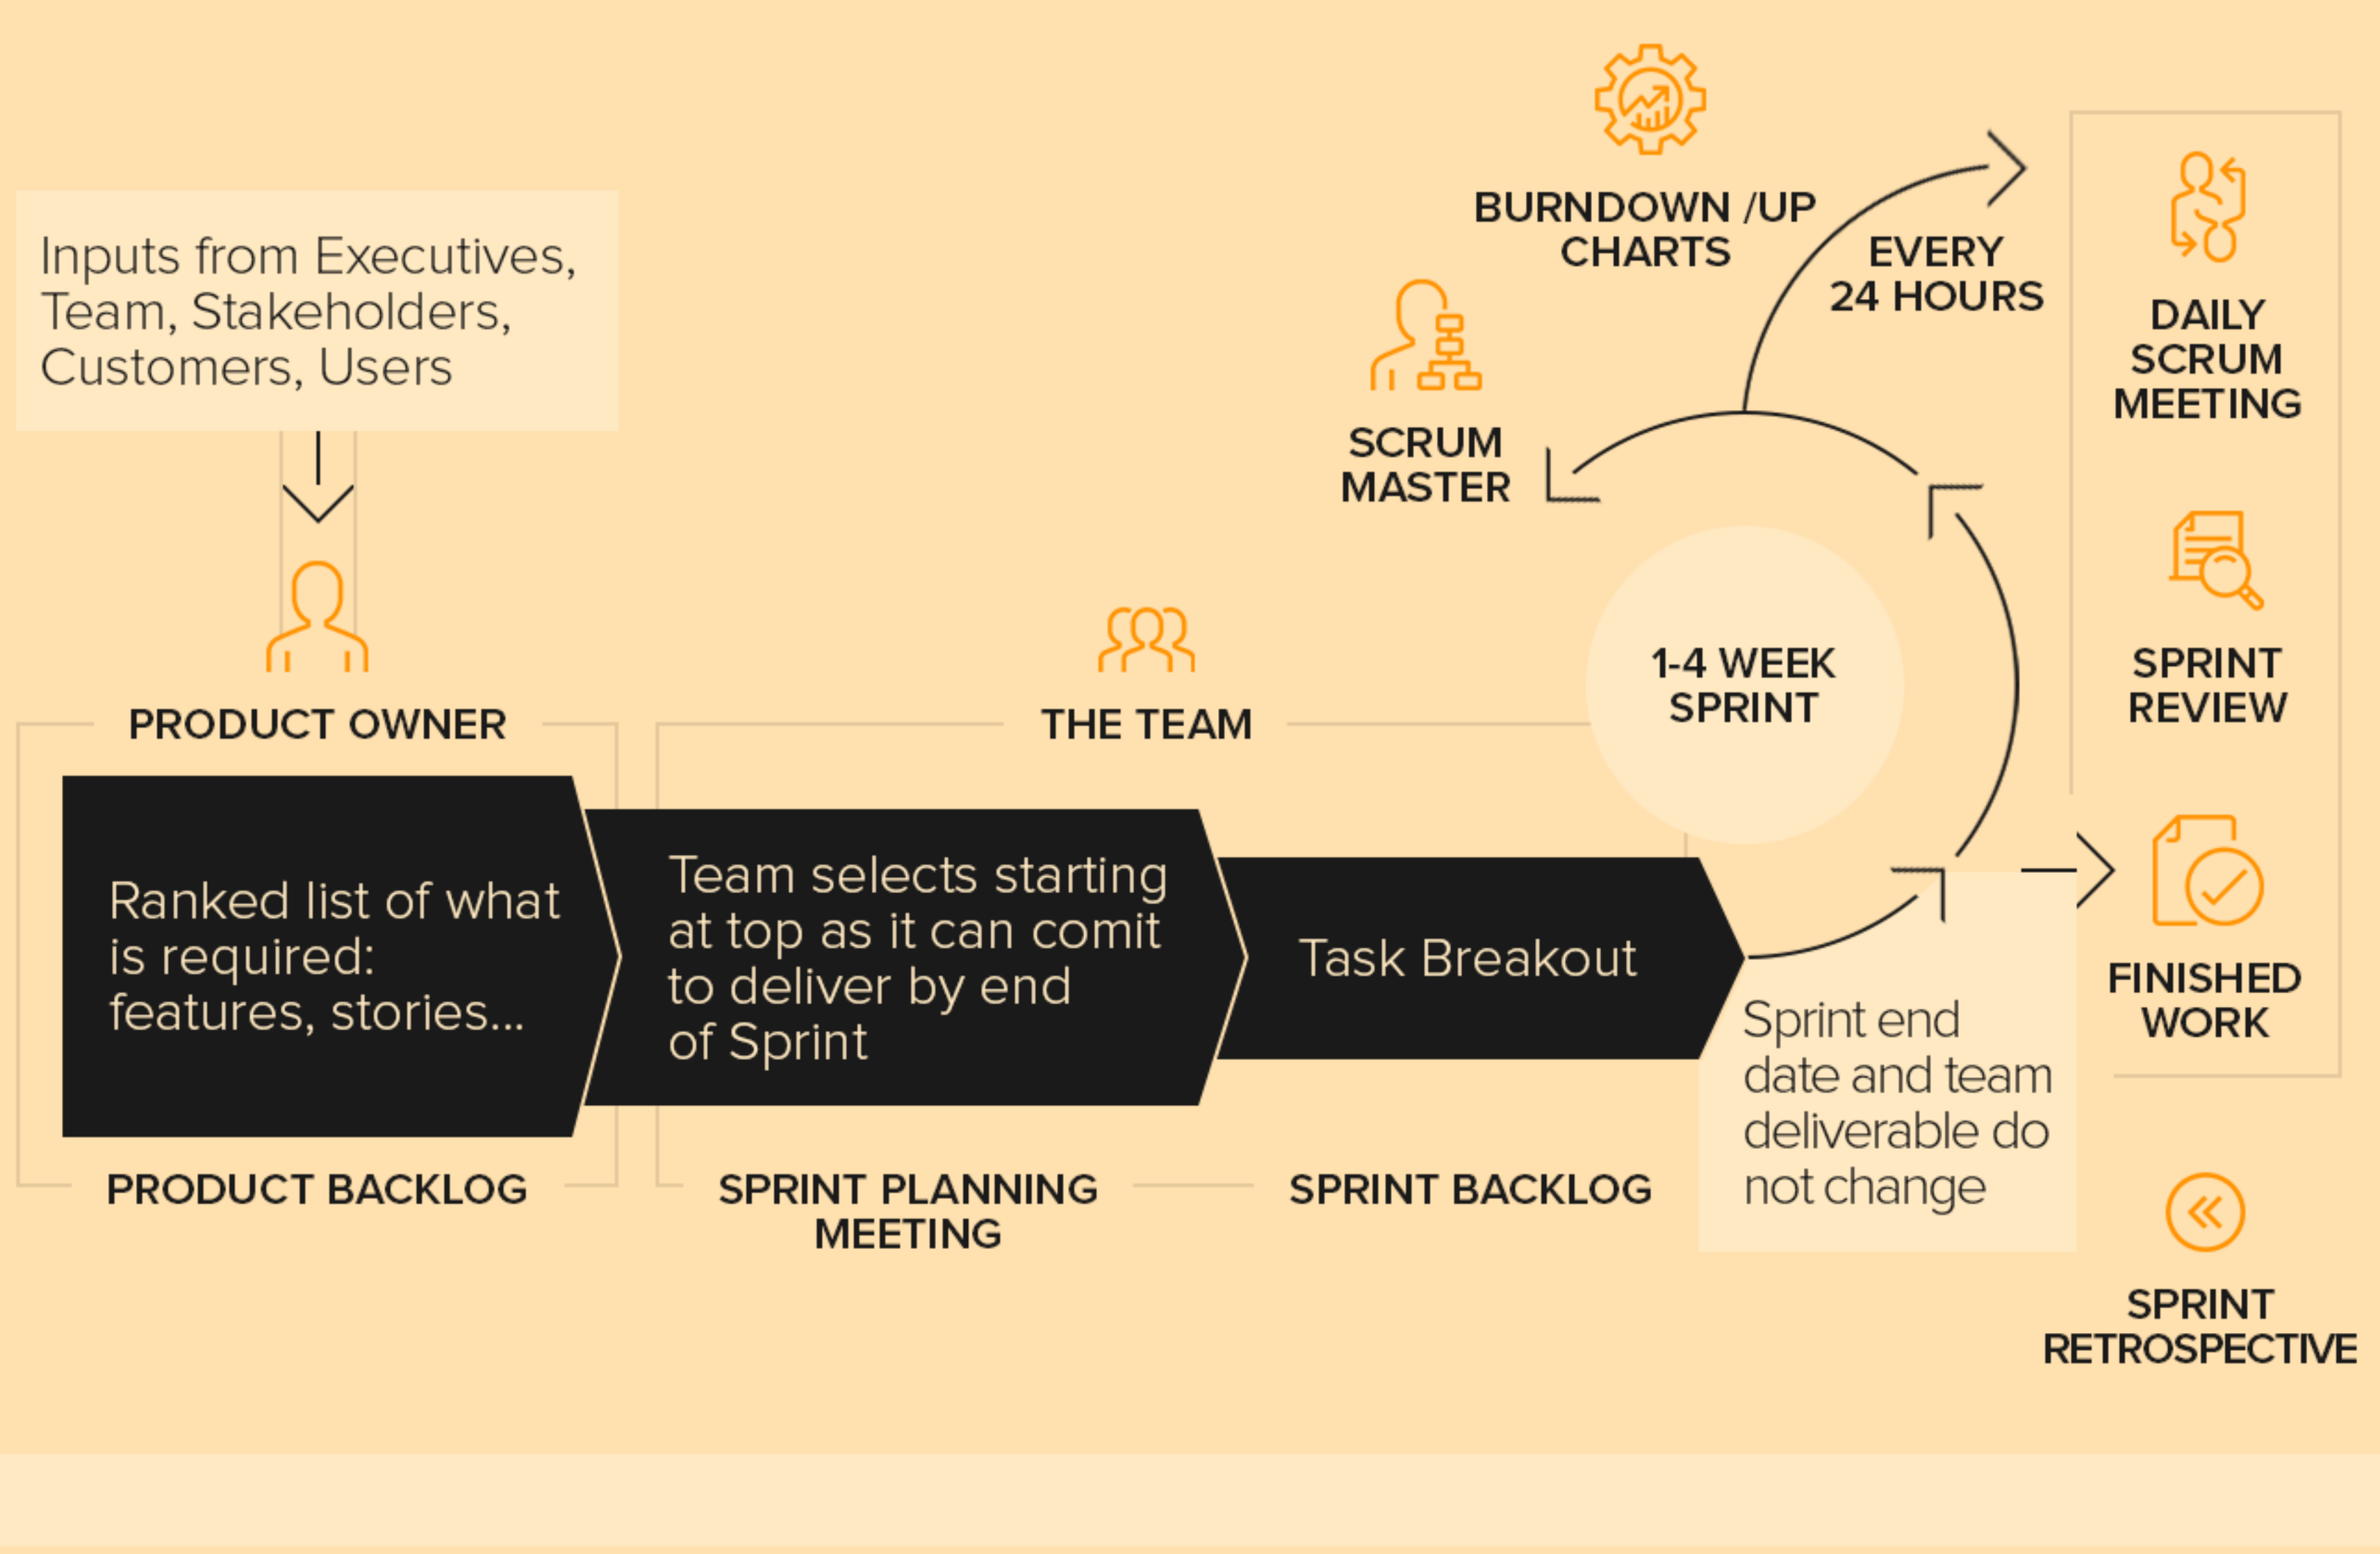 Inputs from Executives,
Team, Stakeholders,
Customers, Users
PRODUCT OWNER
Ranked list of what
is required:
features, stories...
PRODUCT BACKLOG
THE TEAM
Team selects starting
at top as it can comit
to deliver by end
of Sprint
SPRINT PLANNING
MEETING
Task Breakout
SPRINT BACKLOG
SCRUM
MASTER
BURNDOWN /UP
CHARTS
EVERY
24 HOURS
1-4 WEEK
SPRINT
Sprint end
date and team
deliverable do
not change
DAILY
SCRUM
MEETING
SPRINT
REVIEW
FINISHED
WORK
SPRINT
RETROSPECTIVE